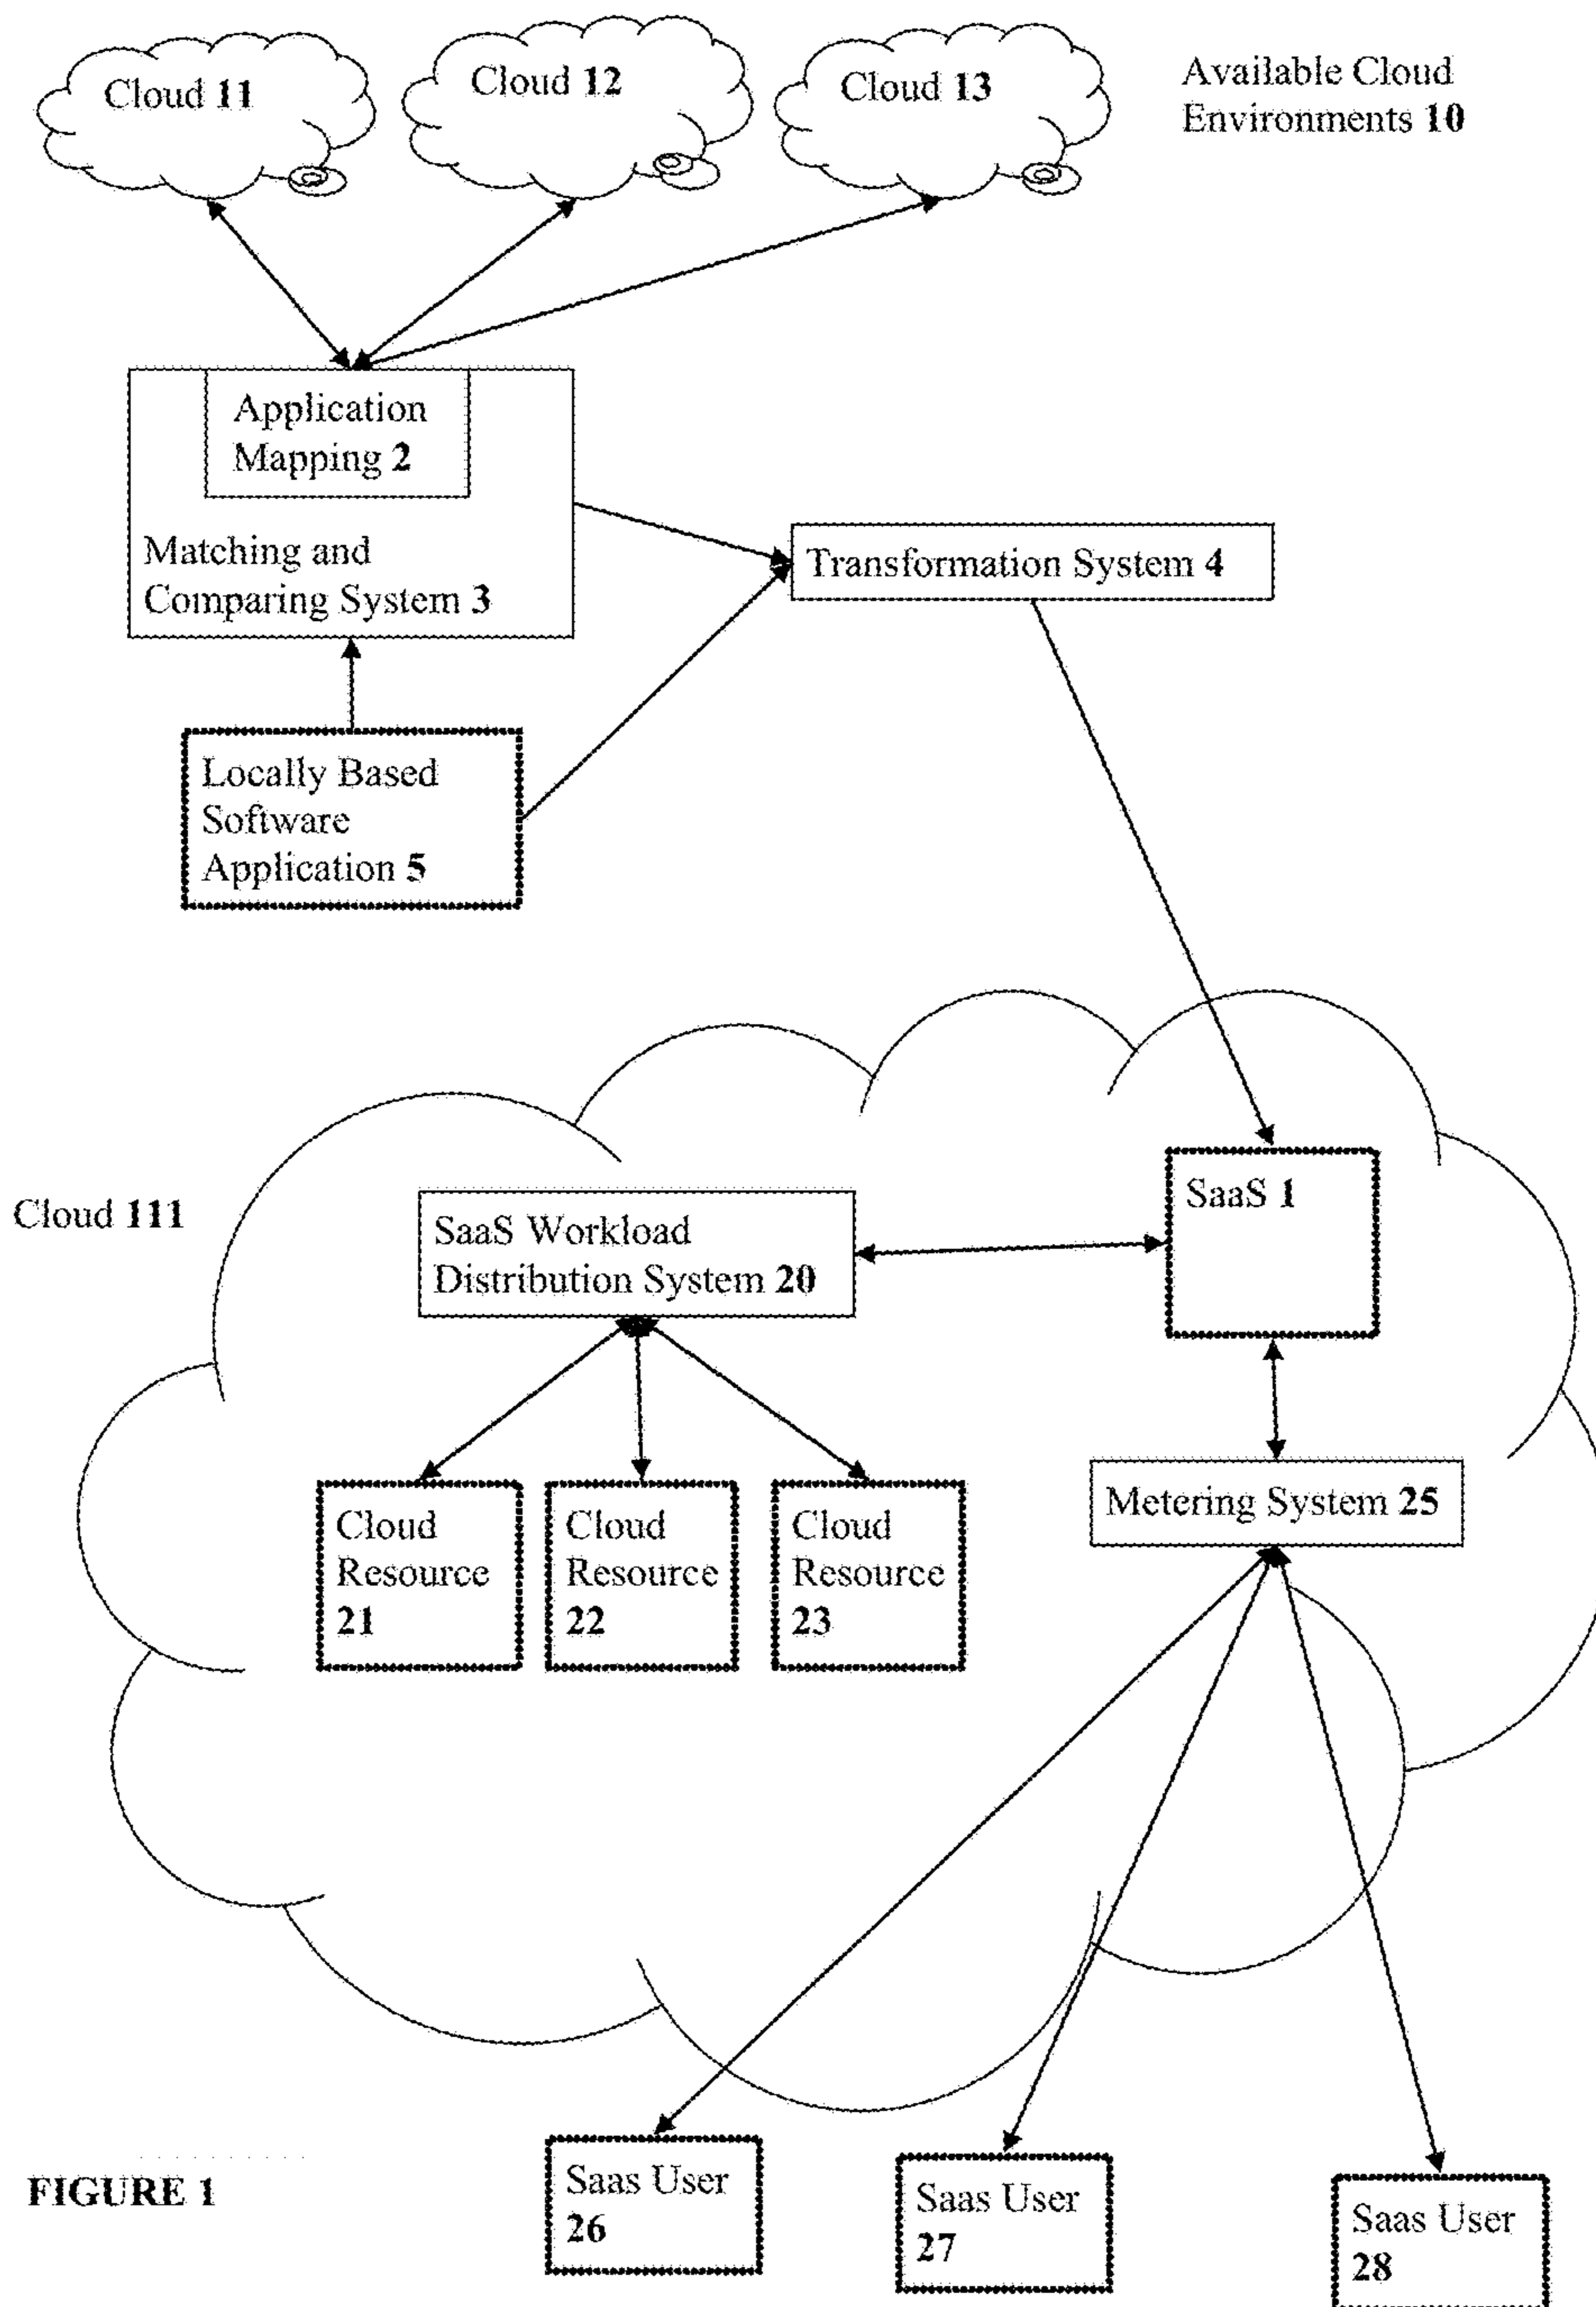 Cloud 11
Cloud 12
Cloud 13
Available Cloud
Environments 10
Application
Mapping 2
Matching and
Comparing System 3
Transformation System 4
Locally Based
Software
Application 5
Cloud 111
SaaS Workload
Distribution System 20
SaaS 1
Cloud
Resource
21
Cloud
Resource
22
Cloud
Resource
23
Metering System 25
FIGURE 1
Saas User
26
Saas User
27
Saas User
28